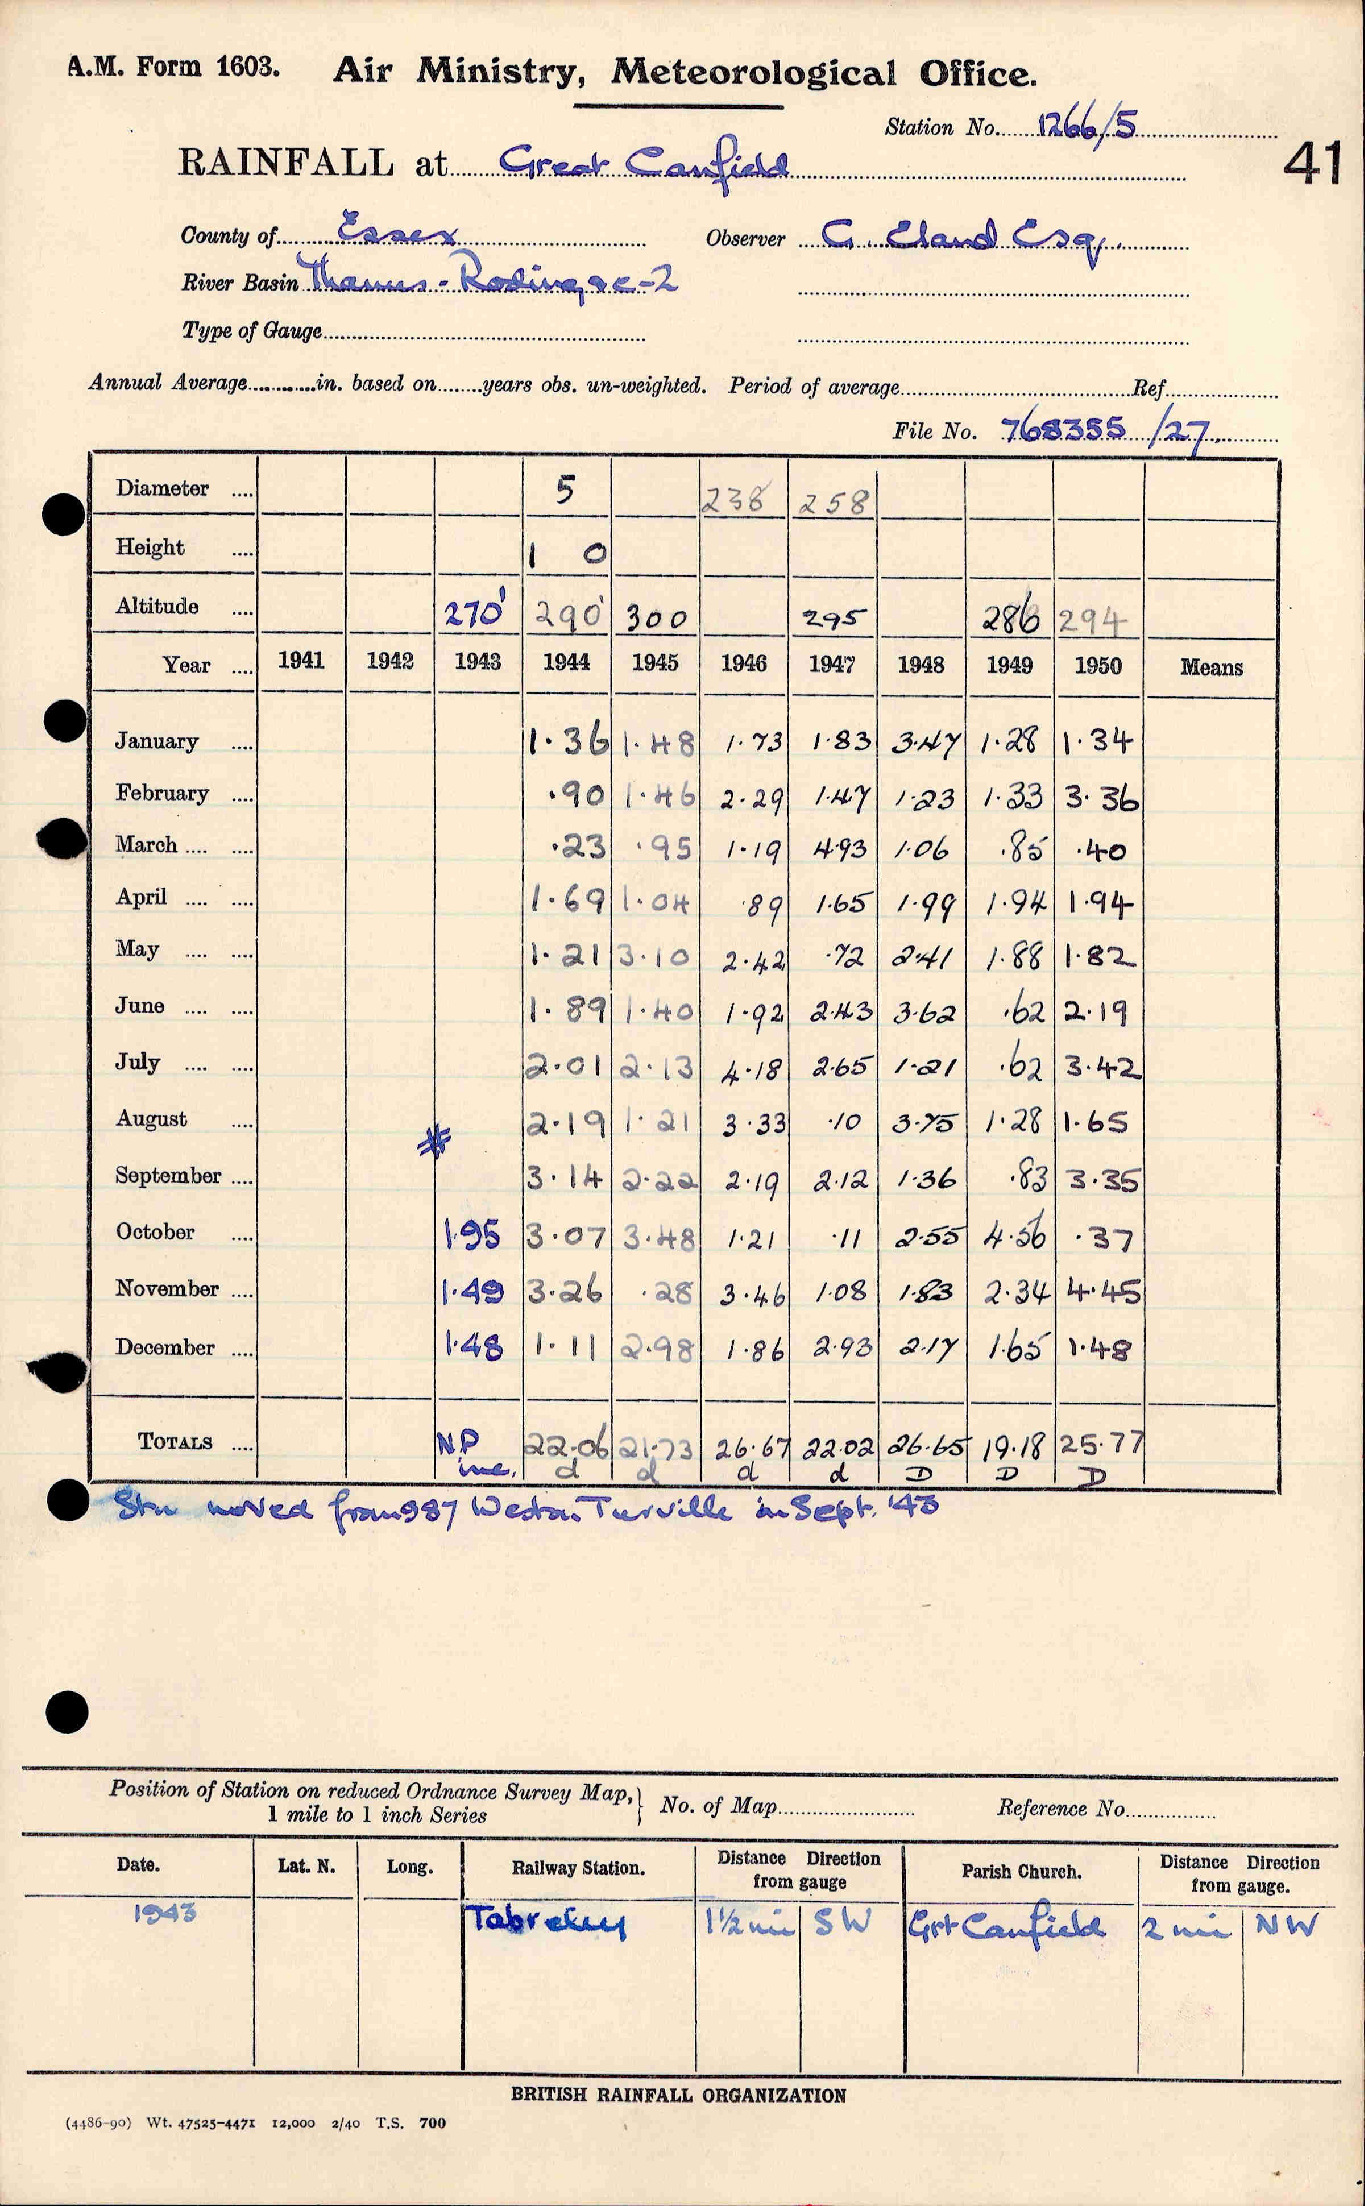 A.M. Form 1603. Air Ministry, Meteorological Office.
Station No. 1266/5
41
RAINFALL at Great Canfield
County of Essex Observer G. Eland Esq.
River Basin Thames - Roding &c - 2
Type of Gauge
Annual Average in. based on years obs. un-weighted. Period of average Ref
File No. 768355 /27
Diameter 5 238 258
Height 1 0
Altitude 270' 290' 300 295 286 294
Year 1941 1942 1943 1944 1945 1946 1947 1948 1949 1950 Means
January 1.36 1.48 1.73 1.83 3.47 1.28 1.34
February .90 1.46 2.29 1.47 1.23 1.33 3.36
March .23 .95 1.19 4.93 1.06 .85 .40
April 1.69 1.04 .89 1.65 1.99 1.94 1.94
May 1.21 3.10 2.42 .72 2.41 1.88 1.82
June 1.89 1.40 1.92 2.43 3.62 .62 2.19
July 2.01 2.13 4.18 2.65 1.21 .62 3.42
August 2.19 1.21 3.33 .10 3.75 1.28 1.65
September 3.14 2.22 2.19 2.12 1.36 .83 3.35
October 1.95 3.07 3.48 1.21 .11 2.55 4.56 .37
November 1.49 3.26 .28 3.46 1.08 1.83 2.34 4.45
December 1.48 1.11 2.98 1.86 2.93 2.17 1.65 1.48
TOTALS NP 22.06 21.73 26.67 22.02 26.65 19.18 25.77
inc. d d d d D D D
Stn moved from 987 Weston Turville in Sept. '43
Position of Station on reduced Ordnance Survey Map, No. of Map Reference No.
1 mile to 1 inch Series
Date. Lat. N. Long. Railway Station. Distance Direction from gauge Parish Church. Distance Direction from gauge.
1943 1½ mi SW Grt Canfield 2 mi NW
BRITISH RAINFALL ORGANIZATION
(4486-90) Wt. 47525-4471 12,000 2/40 T.S. 700